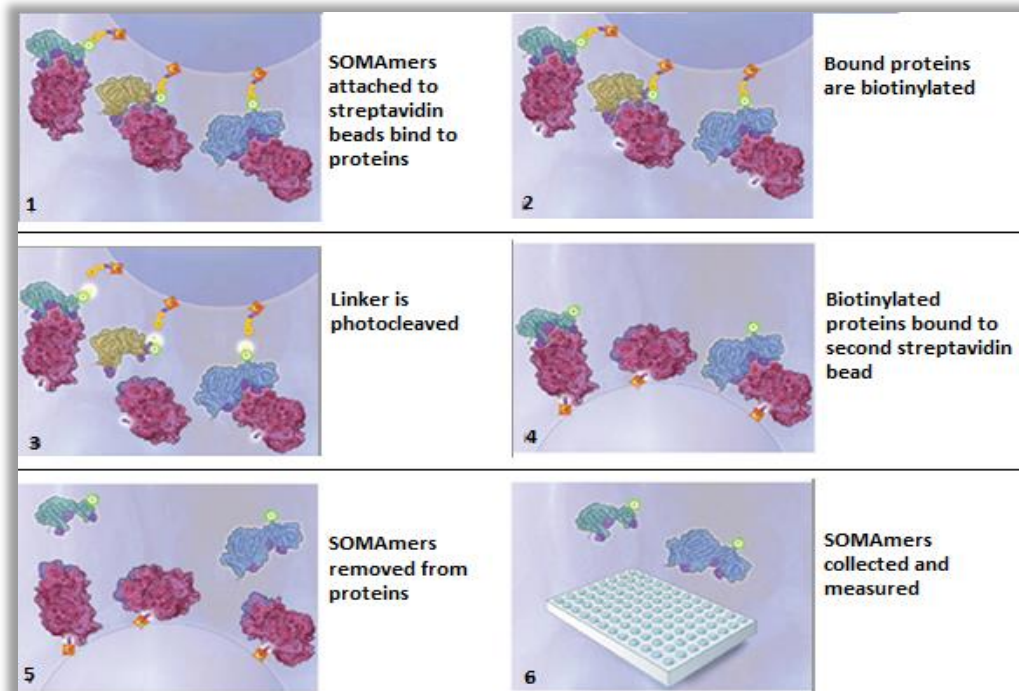 SOMAmers
attached to
streptavidin
beads bind to
proteins
1
Bound proteins
are biotinylated
2
Linker is
photocleaved
3
Biotinylated
proteins bound to
second streptavidin
bead
4
SOMAmers
removed from
proteins
5
SOMAmers
collected and
measured
6